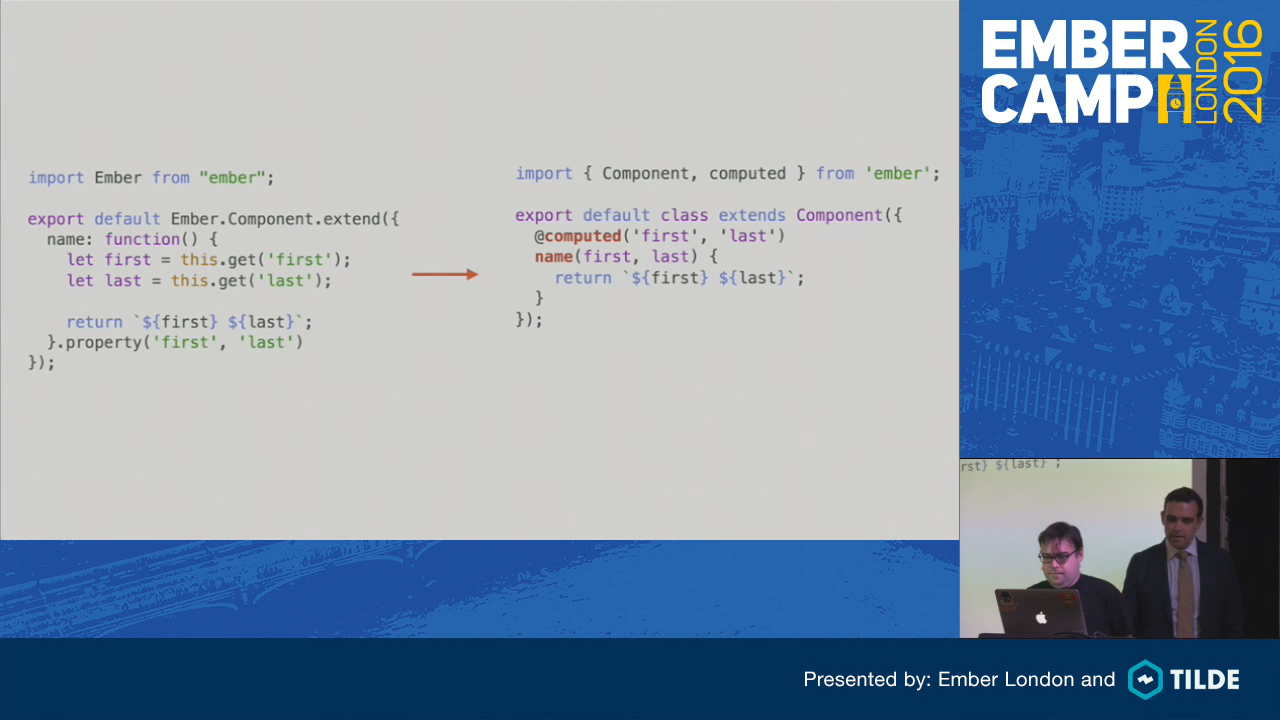 import Ember from "ember";
export default Ember.Component.extend({
name: function() {
let first = this.get('first');
let last = this.get('last');
return `${first} ${last}`;
}.property('first', 'last')
});
import { Component, computed } from 'ember';
export default class extends Component({
@computed('first', 'last')
name(first, last) {
return `${first} ${last}`;
}
});
EMBER
CAMP
LONDON
2016
rst} ${last}`;
Presented by: Ember London and TILDE